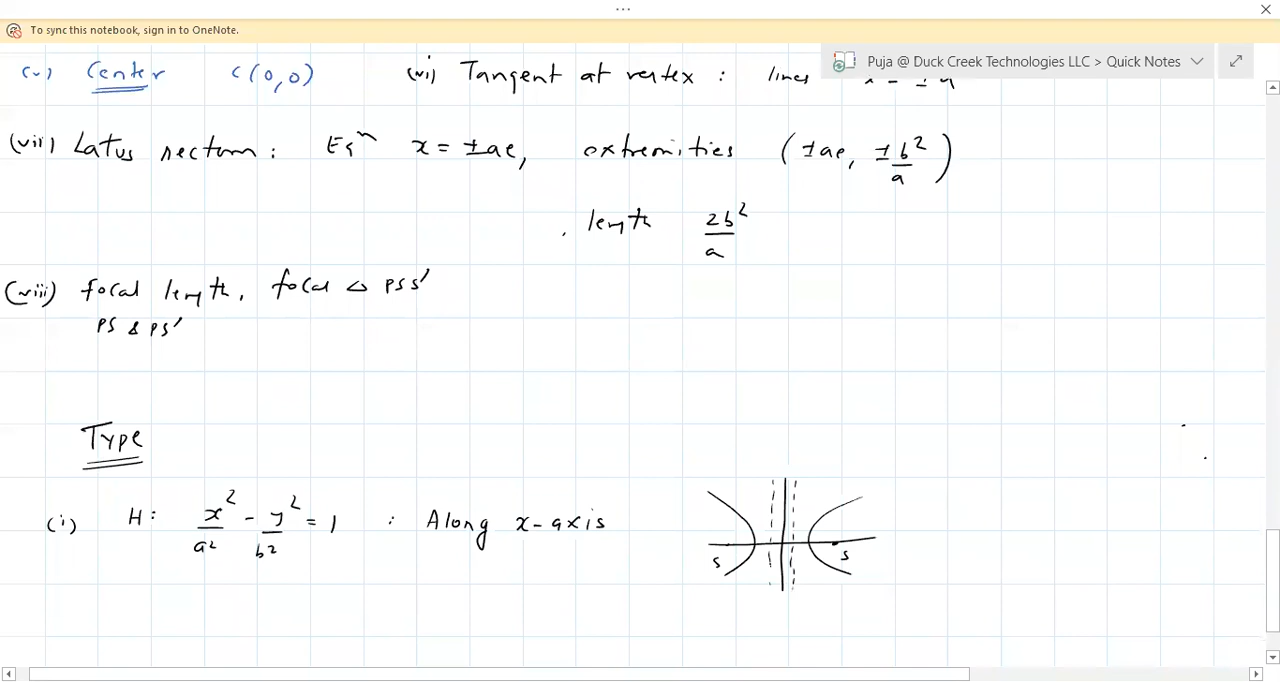 To sync this notebook, sign in to OneNote.
Puja @ Duck Creek Technologies LLC > Quick Notes
(v) Center C(0,0) (vi) Tangent at vertex : lines x = ±a
(vii) Latus rectum : Eqⁿ x = ±ae, extremities (±ae, ±b²/a)
length 2b²/a
(viii) focal length, focal △ PSS'
PS & PS'
Type
(i) H: x²/a² - y²/b² = 1 : Along x-axis
S S